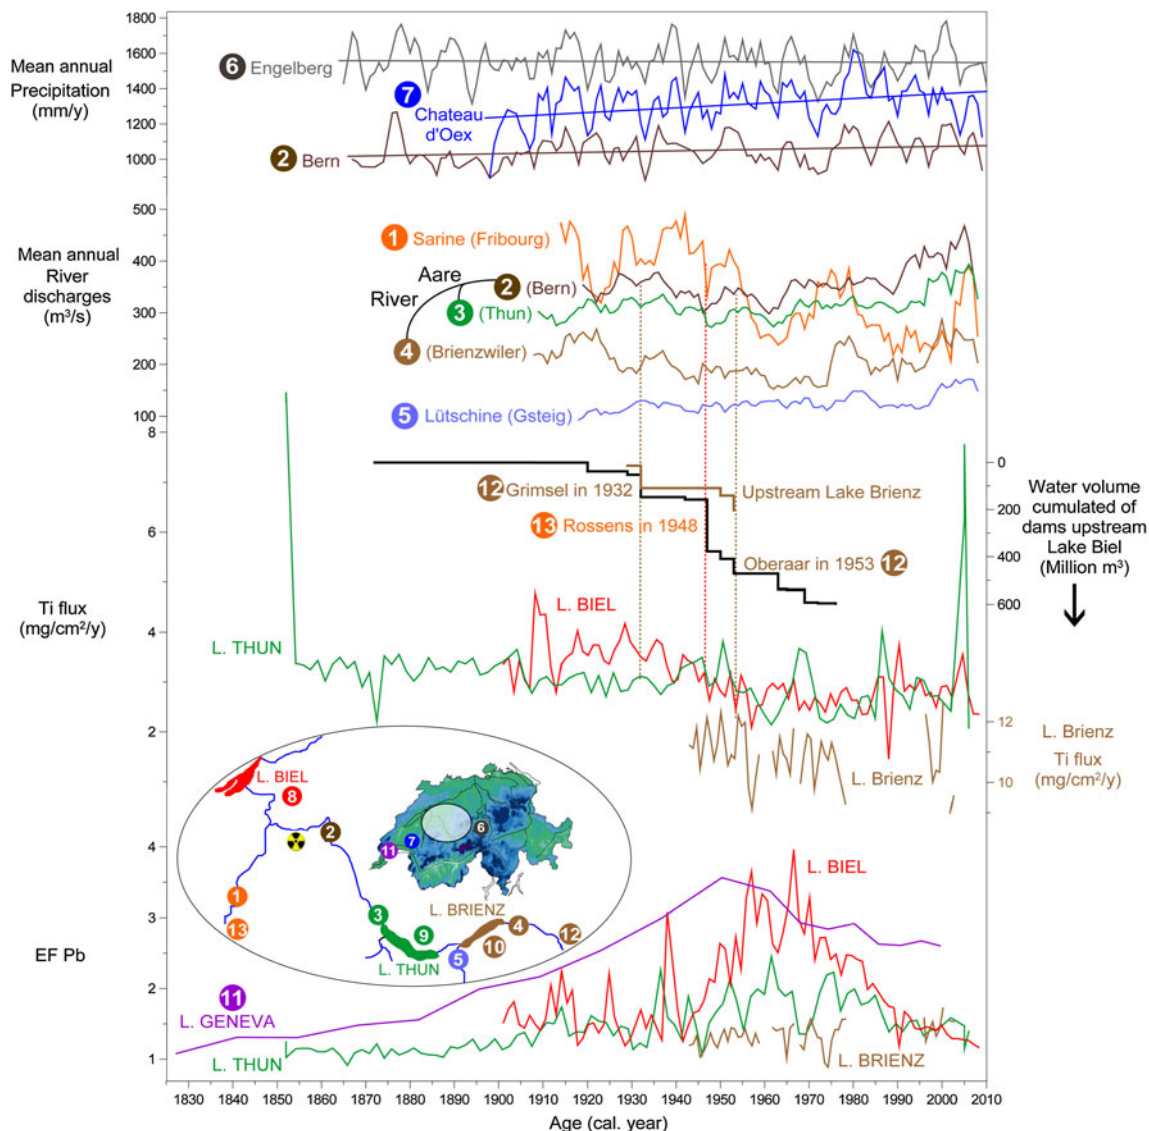 1800
1600
1400
1200
1000
Mean annual
Precipitation
(mm/y)
6 Engelberg
7
Chateau
d'Oex
2 Bern
500
400
300
200
100
Mean annual
River
discharges
(m³/s)
1 Sarine (Fribourg)
Aare
River
2 (Bern)
3 (Thun)
4 (Brienzwiler)
5 Lütschine (Gsteig)
8
6
4
2
Ti flux
(mg/cm²/y)
12 Grimsel in 1932
Upstream Lake Brienz
13 Rossens in 1948
Oberaar in 1953 12
0
200
400
600
Water volume
cumulated of
dams upstream
Lake Biel
(Million m³)
L. BIEL
L. THUN
12
10
L. Brienz
Ti flux
(mg/cm²/y)
L. Brienz
L. BIEL
8
2
1
13
3
9
L. THUN
L. BRIENZ
5
10
4
12
11
7
6
4
3
2
1
EF Pb
L. BIEL
11
L. GENEVA
L. THUN
L. BRIENZ
1830 1840 1850 1860 1870 1880 1890 1900 1910 1920 1930 1940 1950 1960 1970 1980 1990 2000 2010
Age (cal. year)